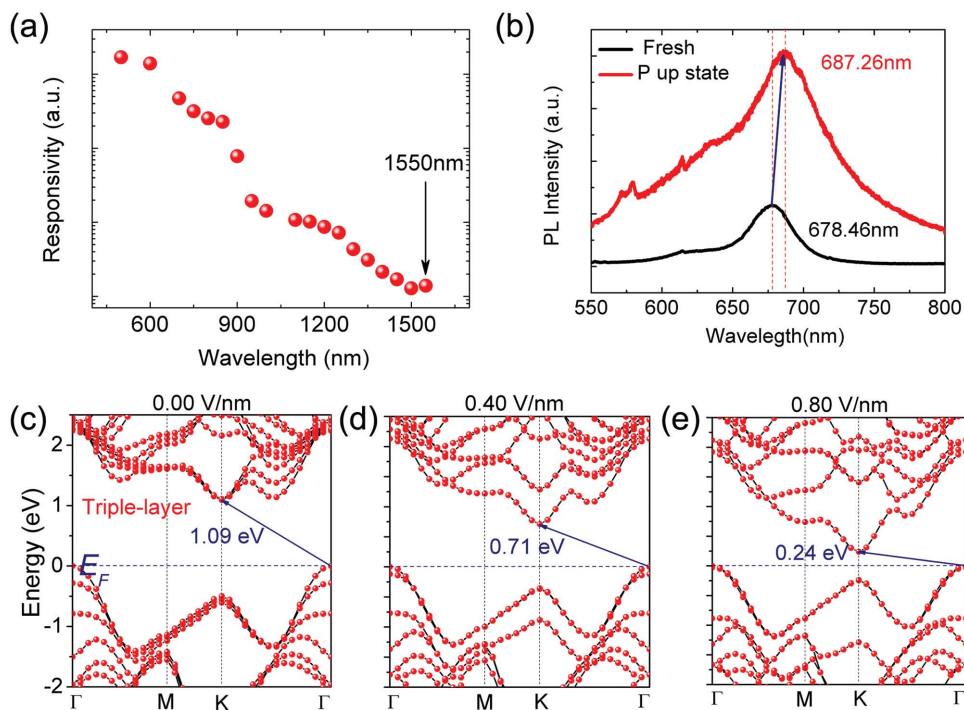 (a)
Responsivity (a.u.)
1550nm
600 900 1200 1500
Wavelength (nm)
(b)
PL Intensity (a.u.)
Fresh
P up state
687.26nm
678.46nm
550 600 650 700 750 800
Wavelegth(nm)
(c)
0.00 V/nm
Energy (eV)
2
1
0
-1
-2
Triple-layer
1.09 eV
E_F
Γ M K Γ
(d)
0.40 V/nm
0.71 eV
Γ M K Γ
(e)
0.80 V/nm
0.24 eV
Γ M K Γ